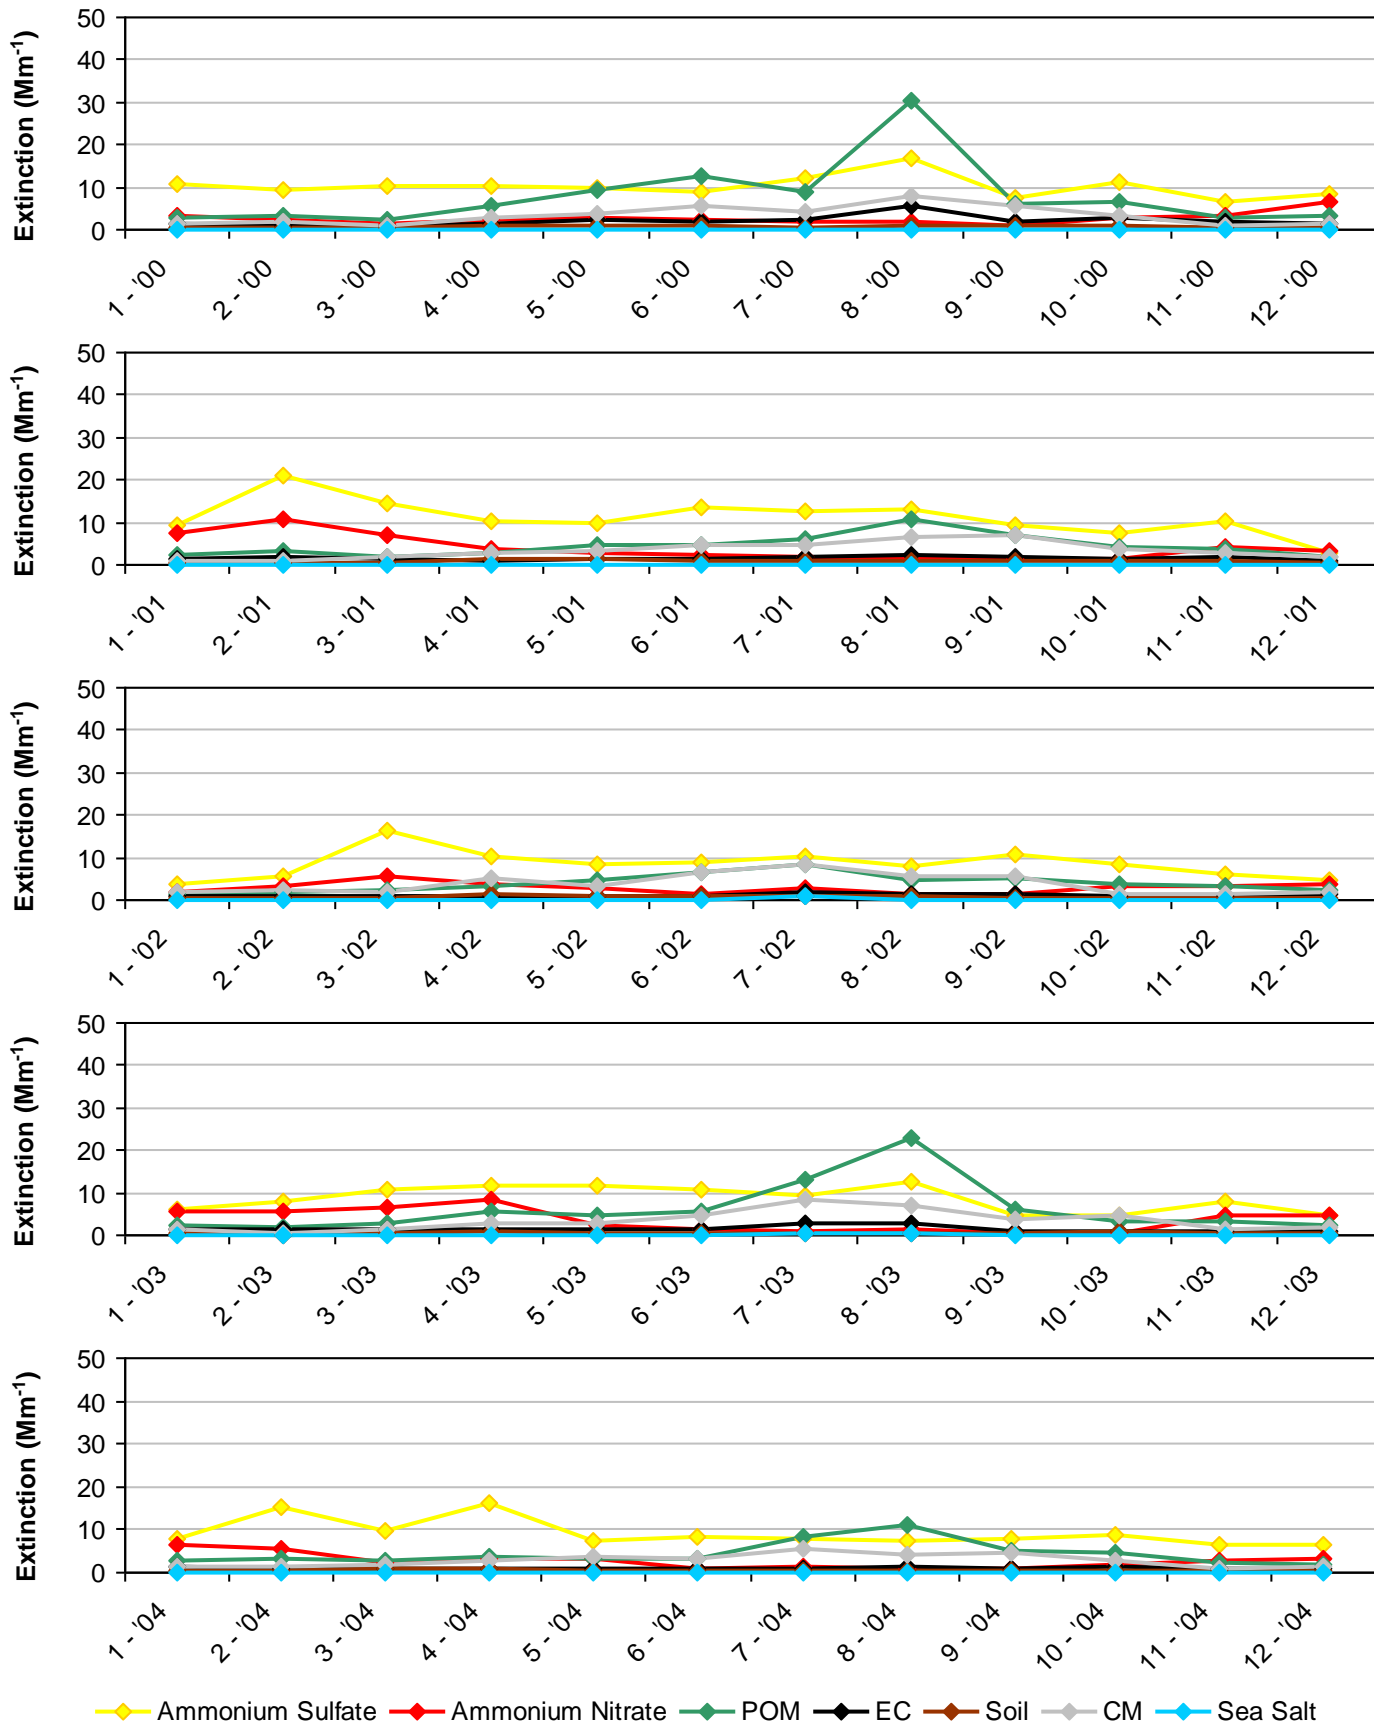 Extinction (Mm-1)
50
40
30
20
10
0
1 - '00 2 - '00 3 - '00 4 - '00 5 - '00 6 - '00 7 - '00 8 - '00 9 - '00 10 - '00 11 - '00 12 - '00
Extinction (Mm-1)
50
40
30
20
10
0
1 - '01 2 - '01 3 - '01 4 - '01 5 - '01 6 - '01 7 - '01 8 - '01 9 - '01 10 - '01 11 - '01 12 - '01
Extinction (Mm-1)
50
40
30
20
10
0
1 - '02 2 - '02 3 - '02 4 - '02 5 - '02 6 - '02 7 - '02 8 - '02 9 - '02 10 - '02 11 - '02 12 - '02
Extinction (Mm-1)
50
40
30
20
10
0
1 - '03 2 - '03 3 - '03 4 - '03 5 - '03 6 - '03 7 - '03 8 - '03 9 - '03 10 - '03 11 - '03 12 - '03
Extinction (Mm-1)
50
40
30
20
10
0
1 - '04 2 - '04 3 - '04 4 - '04 5 - '04 6 - '04 7 - '04 8 - '04 9 - '04 10 - '04 11 - '04 12 - '04
Ammonium Sulfate Ammonium Nitrate POM EC Soil CM Sea Salt